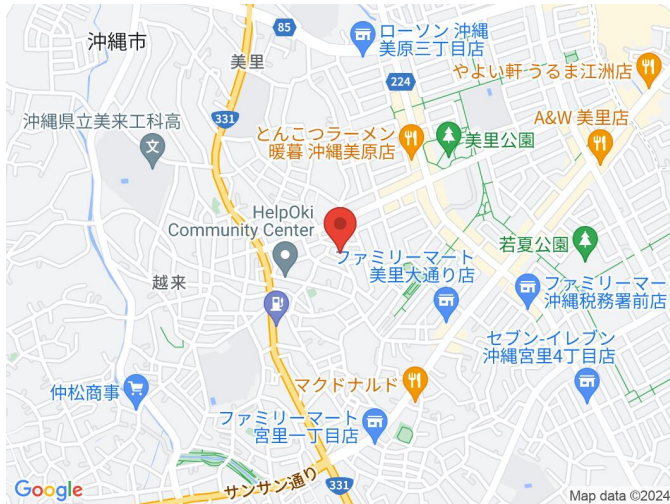 沖縄市
85
美里
ローソン 沖縄
美原三丁目店
224
やよい軒 うるま江洲店
A&W 美里店
沖縄県立美来工科高
331
とんこつラーメン
暖暮 沖縄美原店
美里公園
HelpOki
Community Center
若夏公園
ファミリーマート
美里大通り店
越来
ファミリーマー
沖縄税務署前店
セブン-イレブン
沖縄宮里4丁目店
仲松商事
マクドナルド
ファミリーマート
宮里一丁目店
サンサン通り
331
Google
Map data ©2024